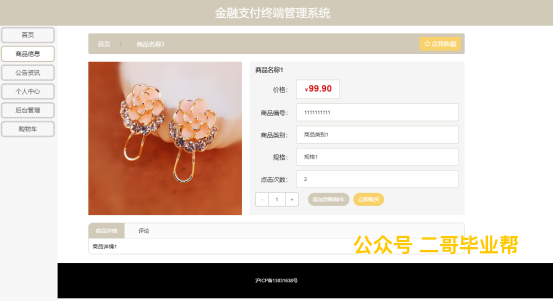 金融支付终端管理系统
首页
商品信息
公告资讯
个人中心
后台管理
购物车
首页 商品名称1
点我收藏
商品名称1
价格: ¥99.90
商品编号: 1111111111
商品类别: 商品类别1
规格: 规格1
点击次数: 2
- 1 +
添加到购物车 立即购买
商品详情 评论
商品详情1
公众号 二哥毕业帮
沪ICP备13031638号